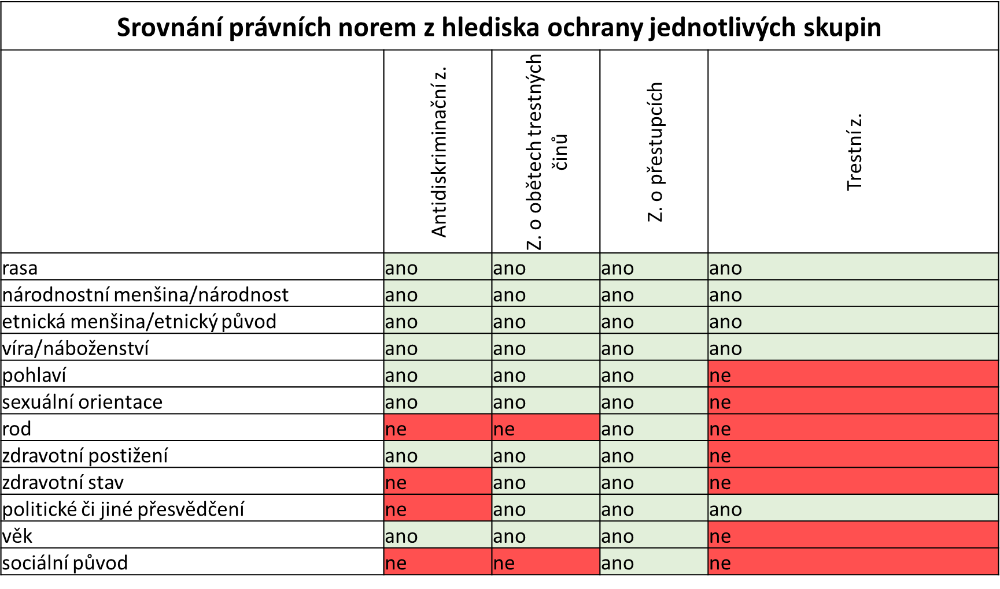 Srovnání právních norem z hlediska ochrany jednotlivých skupin
Antidiskriminační z.
Z. o obětech trestných
činů
Z. o přestupcích
Trestní z.
rasa ano ano ano ano
národnostní menšina/národnost ano ano ano ano
etnická menšina/etnický původ ano ano ano ano
víra/náboženství ano ano ano ano
pohlaví ano ano ano ne
sexuální orientace ano ano ano ne
rod ne ne ano ne
zdravotní postižení ano ano ano ne
zdravotní stav ne ano ano ne
politické či jiné přesvědčení ne ano ano ano
věk ano ano ano ne
sociální původ ne ne ano ne